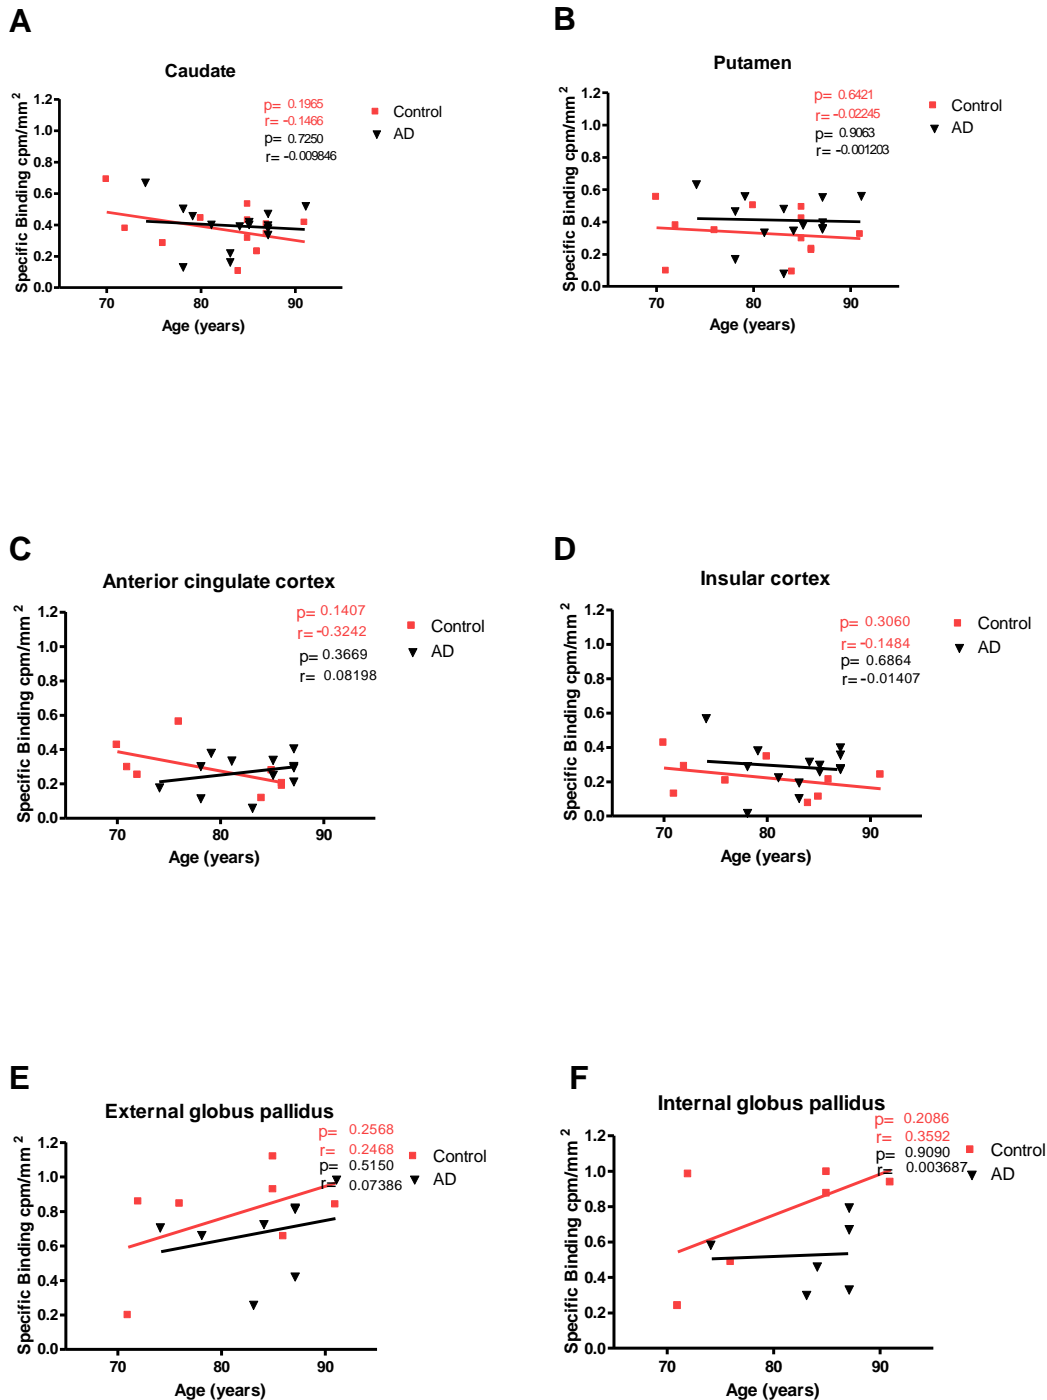 A
Caudate
Specific Binding cpm/mm²
1.2
1.0
0.8
0.6
0.4
0.2
0.0
70 80 90
Age (years)
p= 0.1965
r= -0.1466
p= 0.7250
r= -0.009846
Control
AD
B
Putamen
Specific Binding cpm/mm²
1.2
1.0
0.8
0.6
0.4
0.2
0.0
70 80 90
Age (years)
p= 0.6421
r= -0.02245
p= 0.9063
r= -0.001203
Control
AD
C
Anterior cingulate cortex
Specific Binding cpm/mm²
1.2
1.0
0.8
0.6
0.4
0.2
0.0
70 80 90
Age (years)
p= 0.1407
r= -0.3242
p= 0.3669
r= 0.08198
Control
AD
D
Insular cortex
Specific Binding cpm/mm²
1.2
1.0
0.8
0.6
0.4
0.2
0.0
70 80 90
Age (years)
p= 0.3060
r= -0.1484
p= 0.6864
r= -0.01407
Control
AD
E
External globus pallidus
Specific Binding cpm/mm²
1.2
1.0
0.8
0.6
0.4
0.2
0.0
70 80 90
Age (years)
p= 0.2568
r= 0.2468
p= 0.5150
r= 0.07386
Control
AD
F
Internal globus pallidus
Specific Binding cpm/mm²
1.2
1.0
0.8
0.6
0.4
0.2
0.0
70 80 90
Age (years)
p= 0.2086
r= 0.3592
p= 0.9090
r= 0.003687
Control
AD